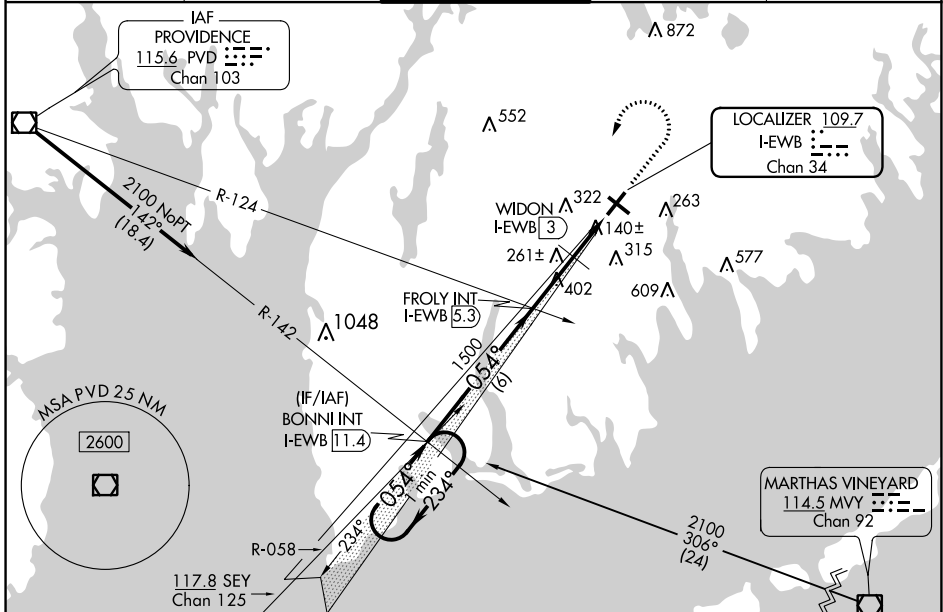 IAF
PROVIDENCE
115.6 PVD
Chan 103
872
552
LOCALIZER 109.7
I-EWB
Chan 34
2100 NoPT
142°
(18.4)
R-124
WIDON
I-EWB 3
322
263
140±
261±
315
577
402
609
FROLY INT
I-EWB 5.3
R-142
1048
1500
054°
(6)
MSA PVD 25 NM
2600
(IF/IAF)
BONNI INT
I-EWB 11.4
054°
1 min
234°
234°
MARTHAS VINEYARD
114.5 MVY
Chan 92
2100
306°
(24)
R-058
117.8 SEY
Chan 125